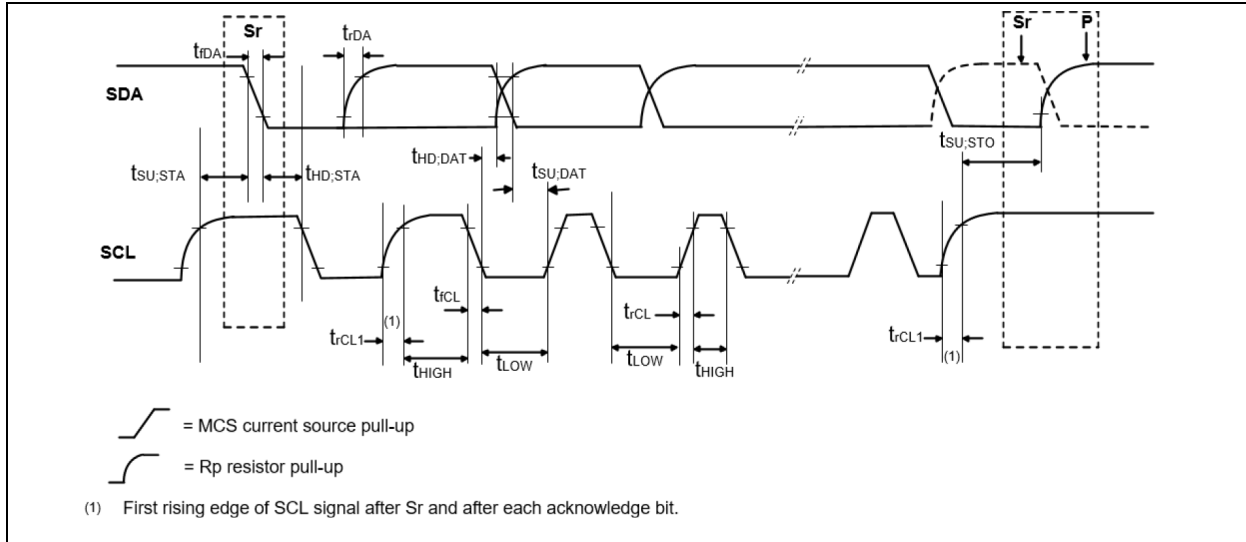 Sr
Sr
P
tfDA
trDA
SDA
tSU;STA
tHD;STA
tHD;DAT
tSU;DAT
tSU;STO
SCL
tfCL
trCL
trCL1
(1)
tHIGH
tLOW
tLOW
tHIGH
trCL1
(1)
= MCS current source pull-up
= Rp resistor pull-up
(1) First rising edge of SCL signal after Sr and after each acknowledge bit.